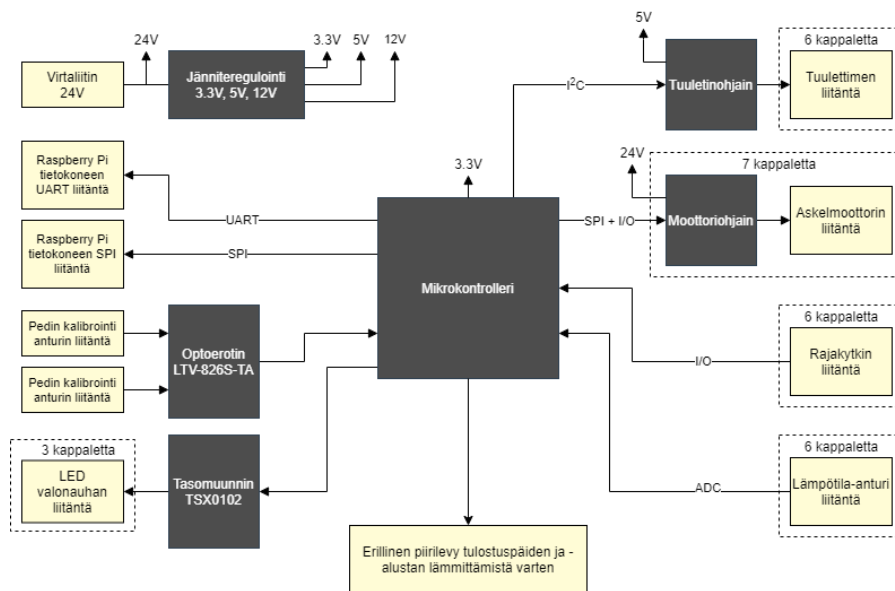 24V
3.3V
5V
12V
Virtaliitin
24V
Jänniteregulointi
3.3V, 5V, 12V
5V
6 kappaletta
I²C
Tuuletinohjain
Tuulettimen
liitäntä
Raspberry Pi
tietokoneen
UART liitäntä
UART
3.3V
24V
7 kappaletta
SPI + I/O
Moottoriohjain
Askelmoottorin
liitäntä
Raspberry Pi
tietokoneen SPI
liitäntä
SPI
Mikrokontrolleri
Pedin kalibrointi
anturin liitäntä
Pedin kalibrointi
anturin liitäntä
Optoerotin
LTV-826S-TA
6 kappaletta
I/O
Rajakytkin
liitäntä
3 kappaletta
LED
valonauhan
liitäntä
Tasomuunnin
TSX0102
6 kappaletta
ADC
Lämpötila-anturi
liitäntä
Erillinen piirilevy tulostuspäiden ja -
alustan lämmittämistä varten